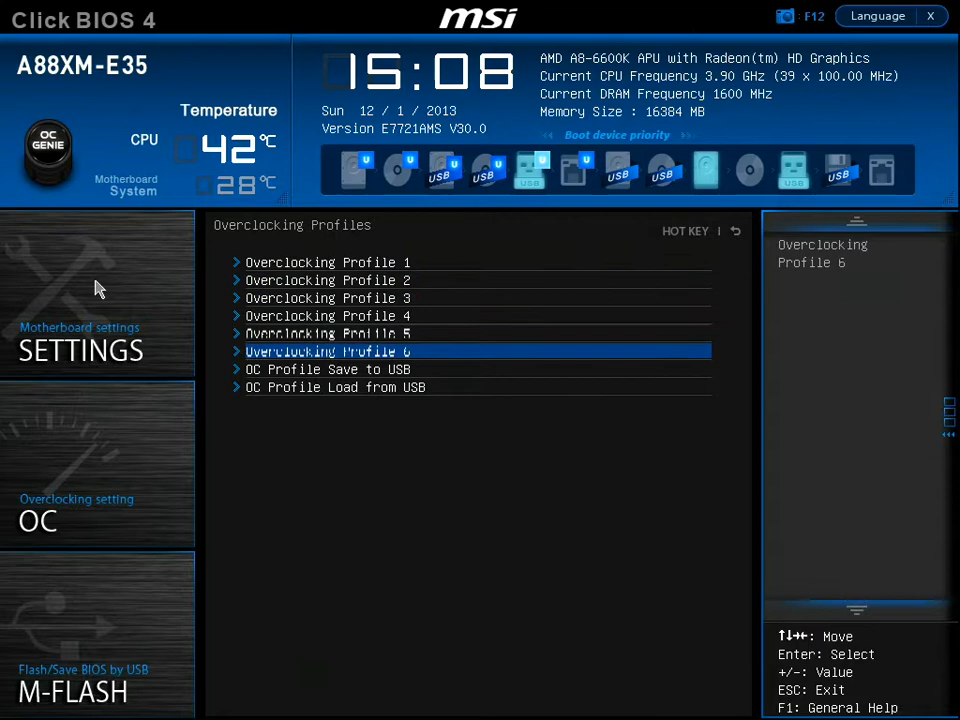 Click BIOS 4
msi
F12
Language
X
A88XM-E35
Temperature
OC
GENIE
CPU
42°C
Motherboard
System
28°C
15:08
Sun 12 / 1 / 2013
Version E7721AMS V30.0
AMD A8-6600K APU with Radeon(tm) HD Graphics
Current CPU Frequency 3.90 GHz (39 x 100.00 MHz)
Current DRAM Frequency 1600 MHz
Memory Size : 16384 MB
Boot device priority
U U U U U U
USB USB USB USB USB
Motherboard settings
SETTINGS
Overclocking setting
OC
Flash/Save BIOS by USB
M-FLASH
Overclocking Profiles
HOT KEY |
> Overclocking Profile 1
> Overclocking Profile 2
> Overclocking Profile 3
> Overclocking Profile 4
> Overclocking Profile 5
> Overclocking Profile 6
> OC Profile Save to USB
> OC Profile Load from USB
Overclocking
Profile 6
↑↓→←: Move
Enter: Select
+/-: Value
ESC: Exit
F1: General Help